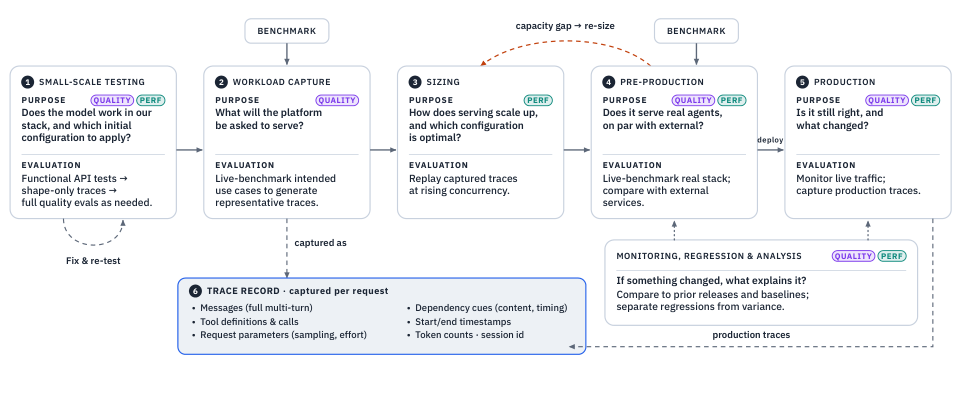 BENCHMARK
capacity gap → re-size
BENCHMARK
1 SMALL-SCALE TESTING
PURPOSE QUALITY PERF
Does the model work in our
stack, and which initial
configuration to apply?
EVALUATION
Functional API tests →
shape-only traces →
full quality evals as needed.
Fix & re-test
2 WORKLOAD CAPTURE
PURPOSE QUALITY
What will the platform
be asked to serve?
EVALUATION
Live-benchmark intended
use cases to generate
representative traces.
captured as
3 SIZING
PURPOSE PERF
How does serving scale up,
and which configuration
is optimal?
EVALUATION
Replay captured traces
at rising concurrency.
4 PRE-PRODUCTION
PURPOSE QUALITY PERF
Does it serve real agents,
on par with external?
EVALUATION
Live-benchmark real stack;
compare with external
services.
deploy
5 PRODUCTION
PURPOSE QUALITY PERF
Is it still right, and
what changed?
EVALUATION
Monitor live traffic;
capture production traces.
MONITORING, REGRESSION & ANALYSIS QUALITY PERF
If something changed, what explains it?
Compare to prior releases and baselines;
separate regressions from variance.
production traces
6 TRACE RECORD · captured per request
• Messages (full multi-turn)
• Tool definitions & calls
• Request parameters (sampling, effort)
• Dependency cues (content, timing)
• Start/end timestamps
• Token counts · session id